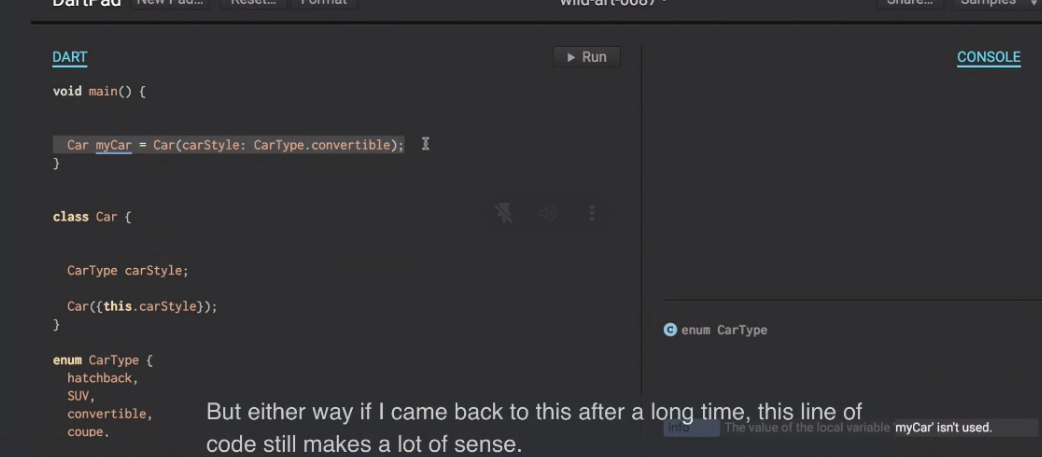 DartPad New Pad... Reset... Format wild-art-0687 Share... Samples
DART
Run
CONSOLE
void main() {
Car myCar = Car(carStyle: CarType.convertible);
}
class Car {
CarType carStyle;
Car({this.carStyle});
}
enum CarType
enum CarType {
hatchback,
SUV,
convertible,
coupe.
info The value of the local variable 'myCar' isn't used.
But either way if I came back to this after a long time, this line of
code still makes a lot of sense.